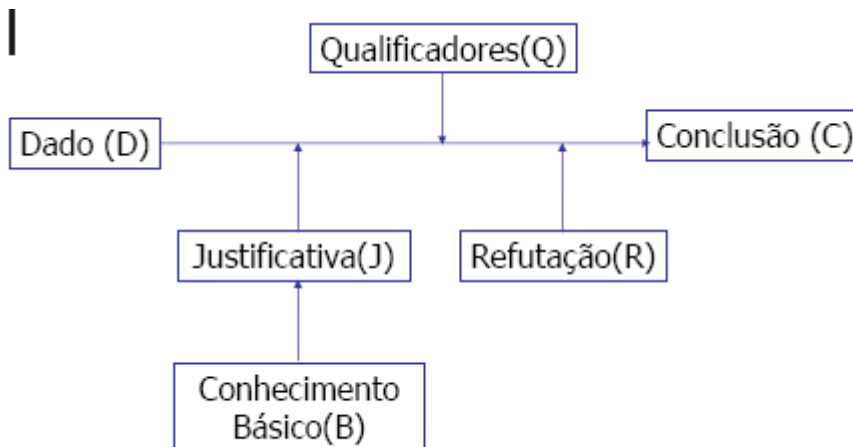 Qualificadores(Q)
Dado (D)
Conclusão (C)
Justificativa(J)
Refutação(R)
Conhecimento
Básico(B)